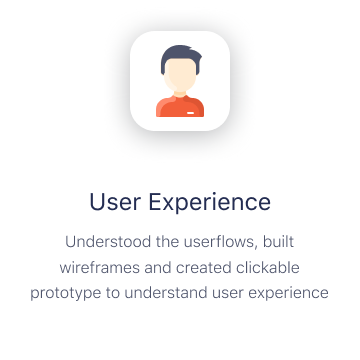 User Experience
Understood the userflows, built
wireframes and created clickable
prototype to understand user experience